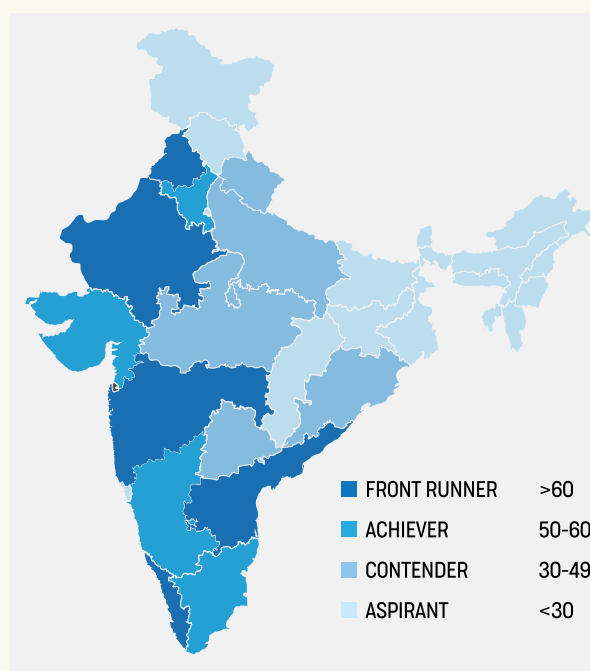 FRONT RUNNER >60
ACHIEVER 50-60
CONTENDER 30-49
ASPIRANT <30